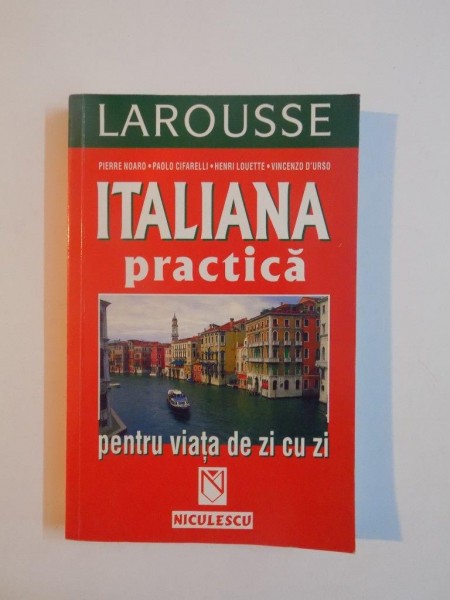 LAROUSSE
PIERRE NOARO • PAOLO CIFARELLI • HENRI LOUETTE • VINCENZO D'URSO
ITALIANA
practică
pentru viața de zi cu zi
NICULESCU